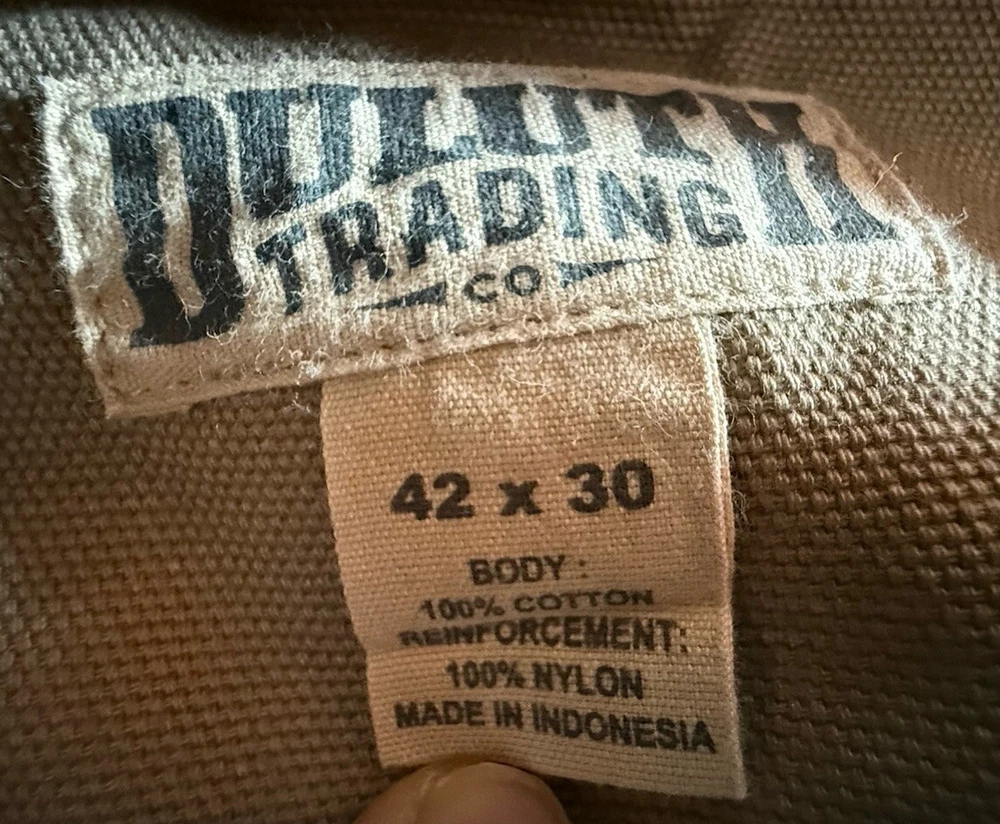 DULUTH
TRADING
CO
42 x 30
BODY :
100% COTTON
REINFORCEMENT:
100% NYLON
MADE IN INDONESIA